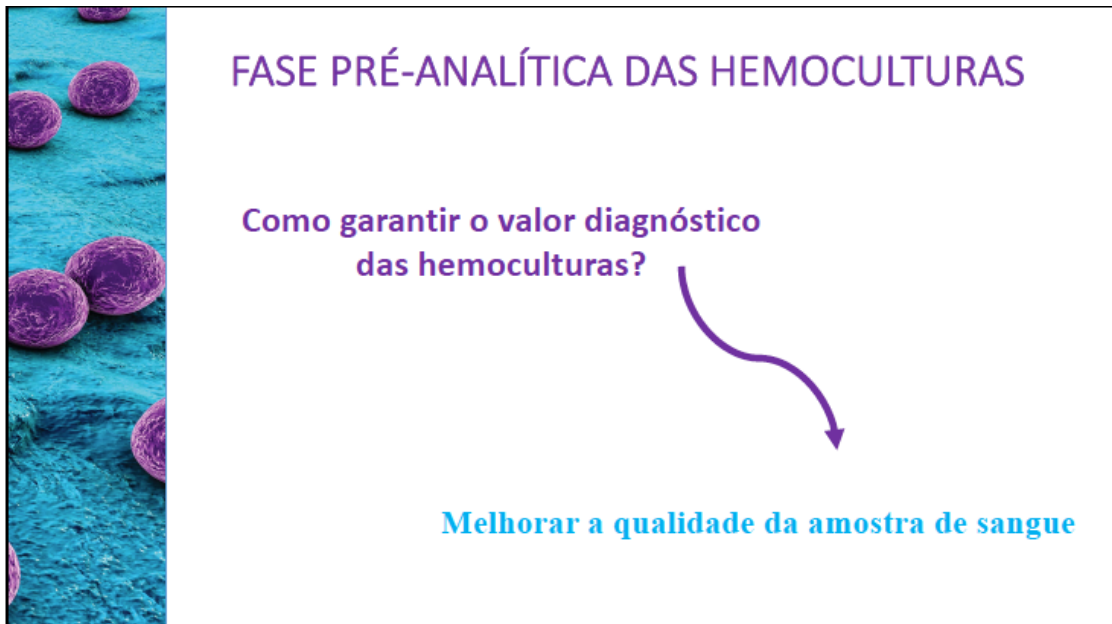 FASE PRÉ-ANALÍTICA DAS HEMOCULTURAS
Como garantir o valor diagnóstico
das hemoculturas?
Melhorar a qualidade da amostra de sangue